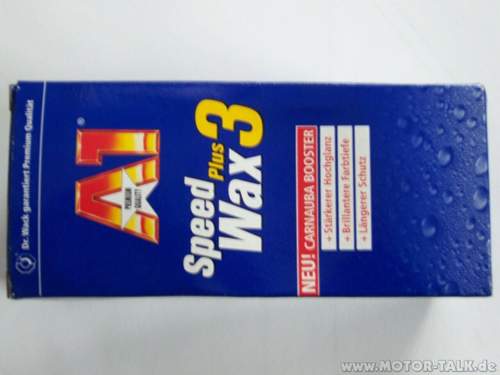 Dr. Wack garantiert Premium Qualität
A1®
PREMIUM
QUALITY
Speed
Wax Plus 3
NEU! CARNAUBA BOOSTER
+ Stärkerer Hochglanz
+ Brillantere Farbtiefe
+ Längerer Schutz
www.MOTOR-TALK.de